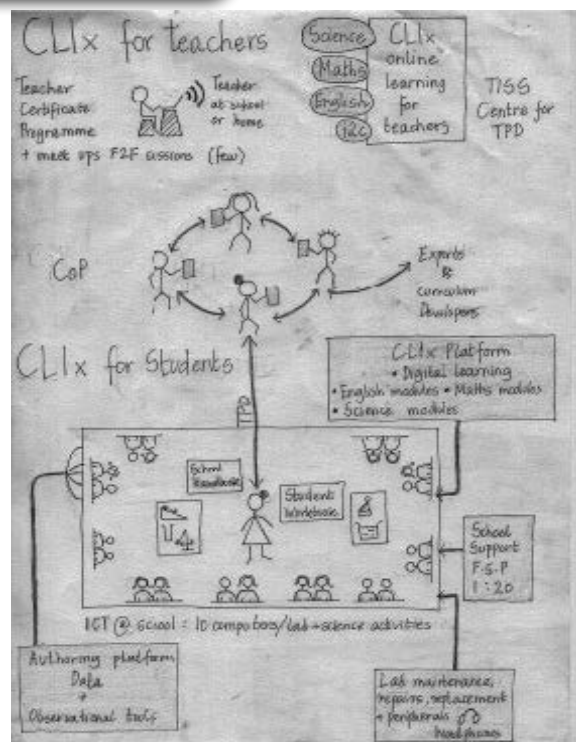 CLIx for teachers
Teacher
Certificate
Programme
+ meet ups F2F sessions (few)
Teacher
at school
or home
Science
Maths
English
i2C
CLIx
online
learning
for
teachers
TISS
Centre for
TPD
CoP
Experts
&
curriculum
Developers
CLIx for Students
TPD
CLIx Platform
• Digital learning
• English modules • Maths modules
• Science modules
School
Students
Workbook
School
Support
F.S.P
1:20
ICT @ School = 10 computers/lab + science activities
Authoring platform
Data
+
Observational tools
Lab maintenance,
repairs, replacement
+ peripherals
headphones